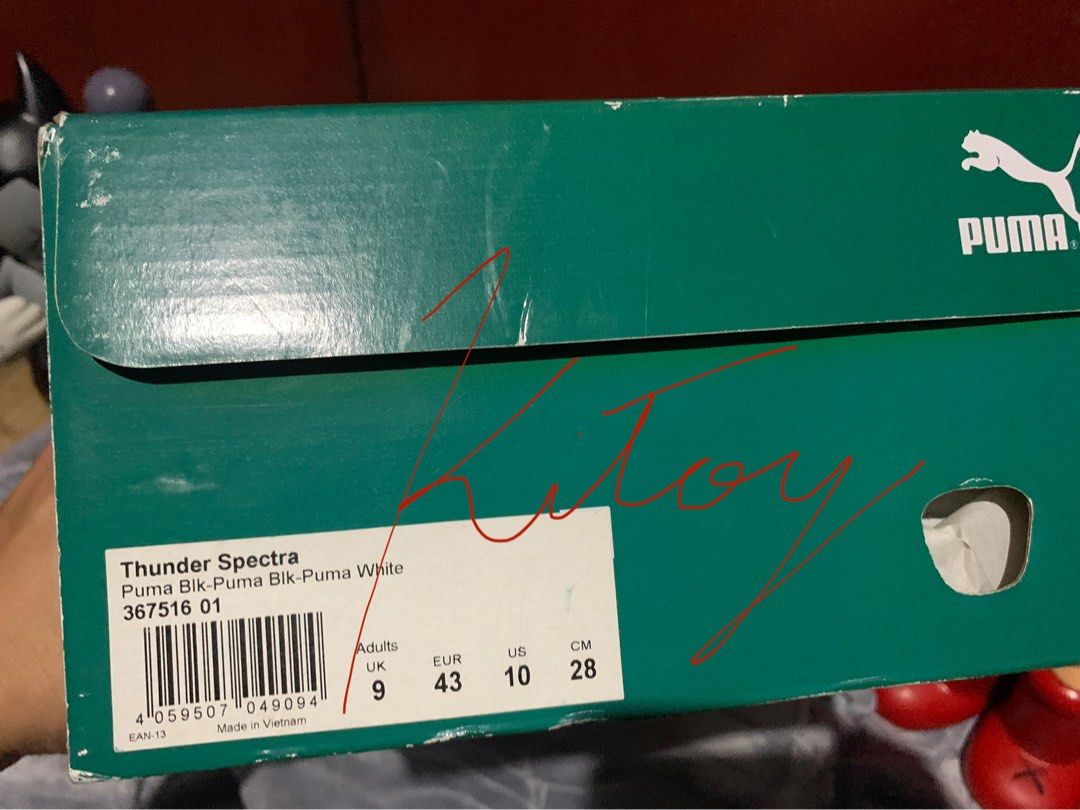 PUMA®
Kitoy
Thunder Spectra
Puma Blk-Puma Blk-Puma White
367516 01
Adults
UK EUR US CM
9 43 10 28
4 059507 049094
EAN-13 Made in Vietnam